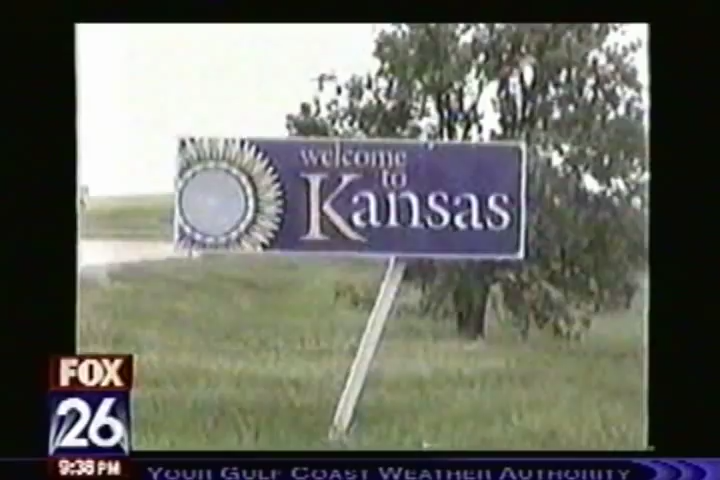 welcome
to
Kansas
FOX
26
9:38 PM
YOUR GULF COAST WEATHER AUTHORITY